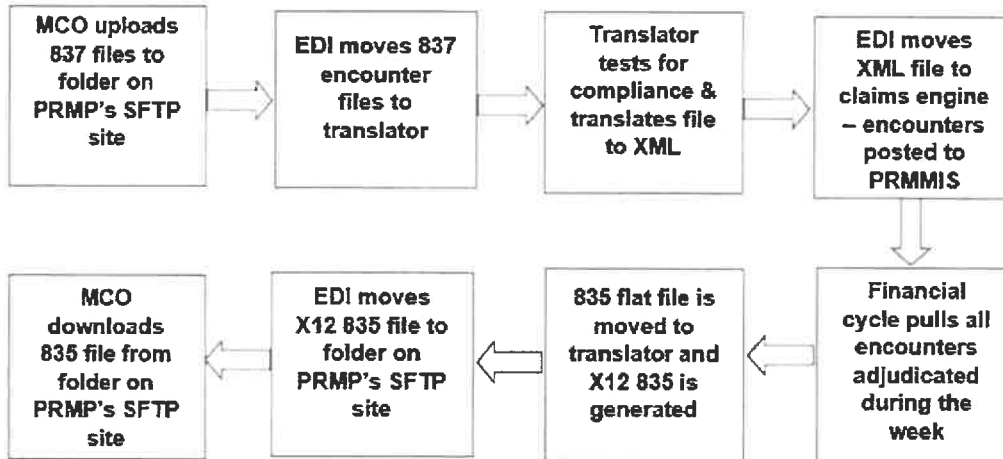 MCO uploads
837 files to
folder on
PRMP's SFTP
site
EDI moves 837
encounter
files to
translator
Translator
tests for
compliance &
translates file
to XML
EDI moves
XML file to
claims engine
– encounters
posted to
PRMMIS
Financial
cycle pulls all
encounters
adjudicated
during the
week
835 flat file is
moved to
translator and
X12 835 is
generated
EDI moves
X12 835 file to
folder on
PRMP's SFTP
site
MCO
downloads
835 file from
folder on
PRMP's SFTP
site